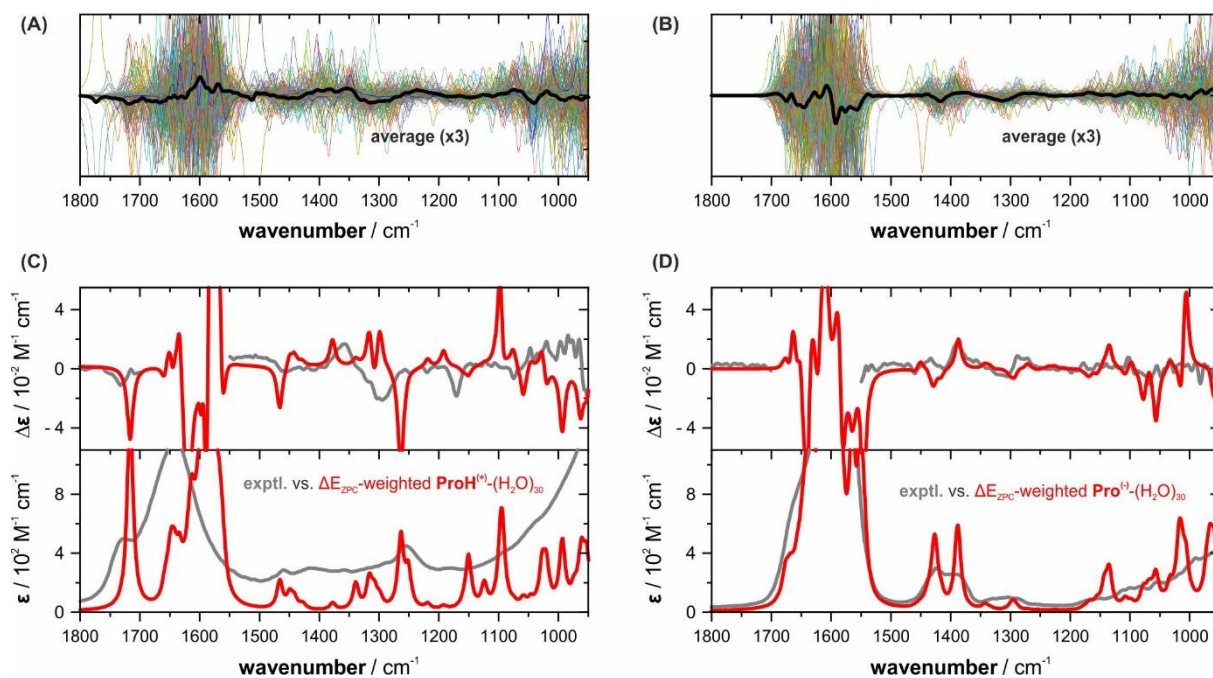 (A)
average (x3)
1800 1700 1600 1500 1400 1300 1200 1100 1000
wavenumber / cm⁻¹
(B)
average (x3)
1800 1700 1600 1500 1400 1300 1200 1100 1000
wavenumber / cm⁻¹
(C)
4
0
- 4
Δε / 10⁻² M⁻¹ cm⁻¹
8
4
0
ε / 10² M⁻¹ cm⁻¹
exptl. vs. ΔE_ZPC-weighted ProH⁽⁺⁾-(H₂O)₃₀
1800 1700 1600 1500 1400 1300 1200 1100 1000
wavenumber / cm⁻¹
(D)
4
0
- 4
Δε / 10⁻² M⁻¹ cm⁻¹
8
4
0
ε / 10² M⁻¹ cm⁻¹
exptl. vs. ΔE_ZPC-weighted Pro⁽⁻⁾-(H₂O)₃₀
1800 1700 1600 1500 1400 1300 1200 1100 1000
wavenumber / cm⁻¹